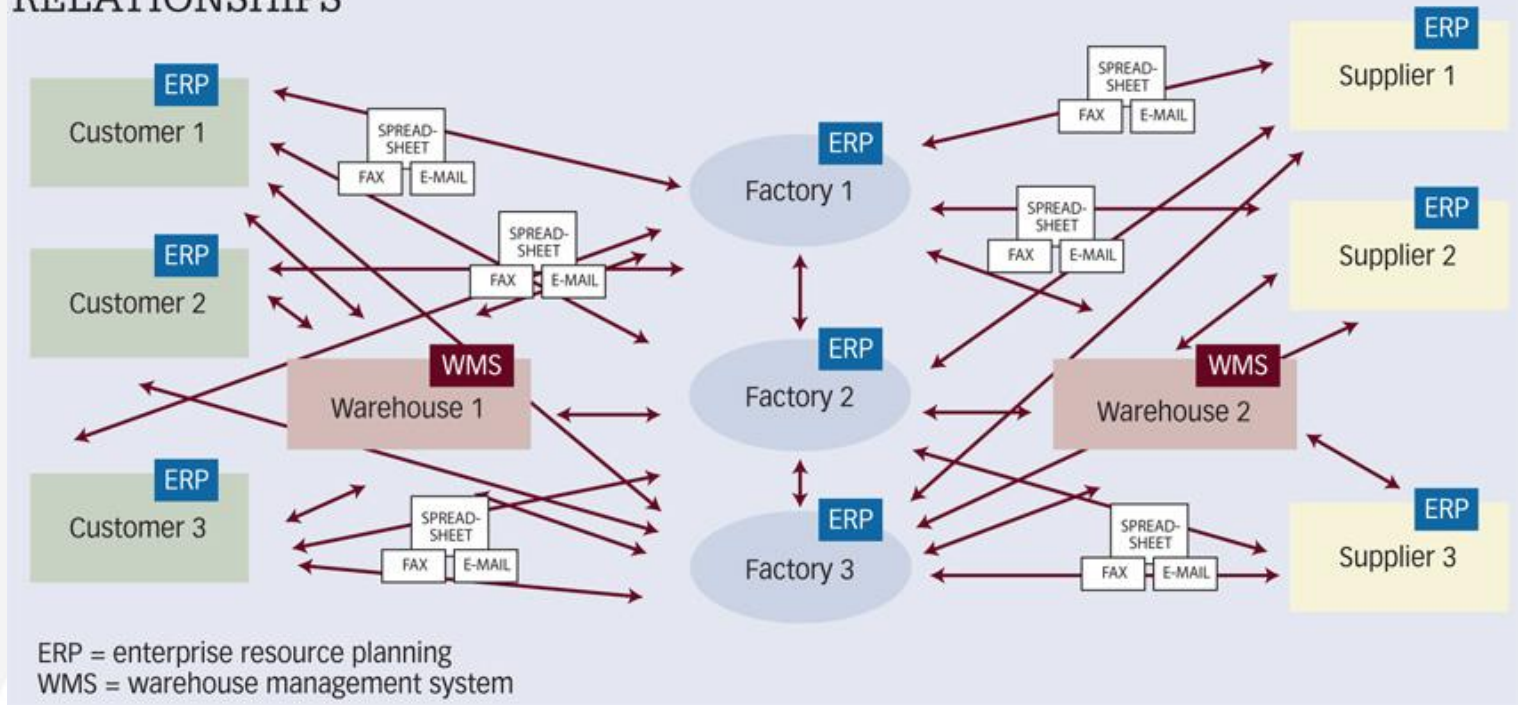 RELATIONSHIPS
ERP
Customer 1
ERP
Customer 2
ERP
Customer 3
SPREAD-
SHEET
FAX
E-MAIL
SPREAD-
SHEET
FAX
E-MAIL
WMS
Warehouse 1
SPREAD-
SHEET
FAX
E-MAIL
ERP
Factory 1
ERP
Factory 2
ERP
Factory 3
SPREAD-
SHEET
FAX
E-MAIL
SPREAD-
SHEET
FAX
E-MAIL
WMS
Warehouse 2
SPREAD-
SHEET
FAX
E-MAIL
ERP
Supplier 1
ERP
Supplier 2
ERP
Supplier 3
ERP = enterprise resource planning
WMS = warehouse management system